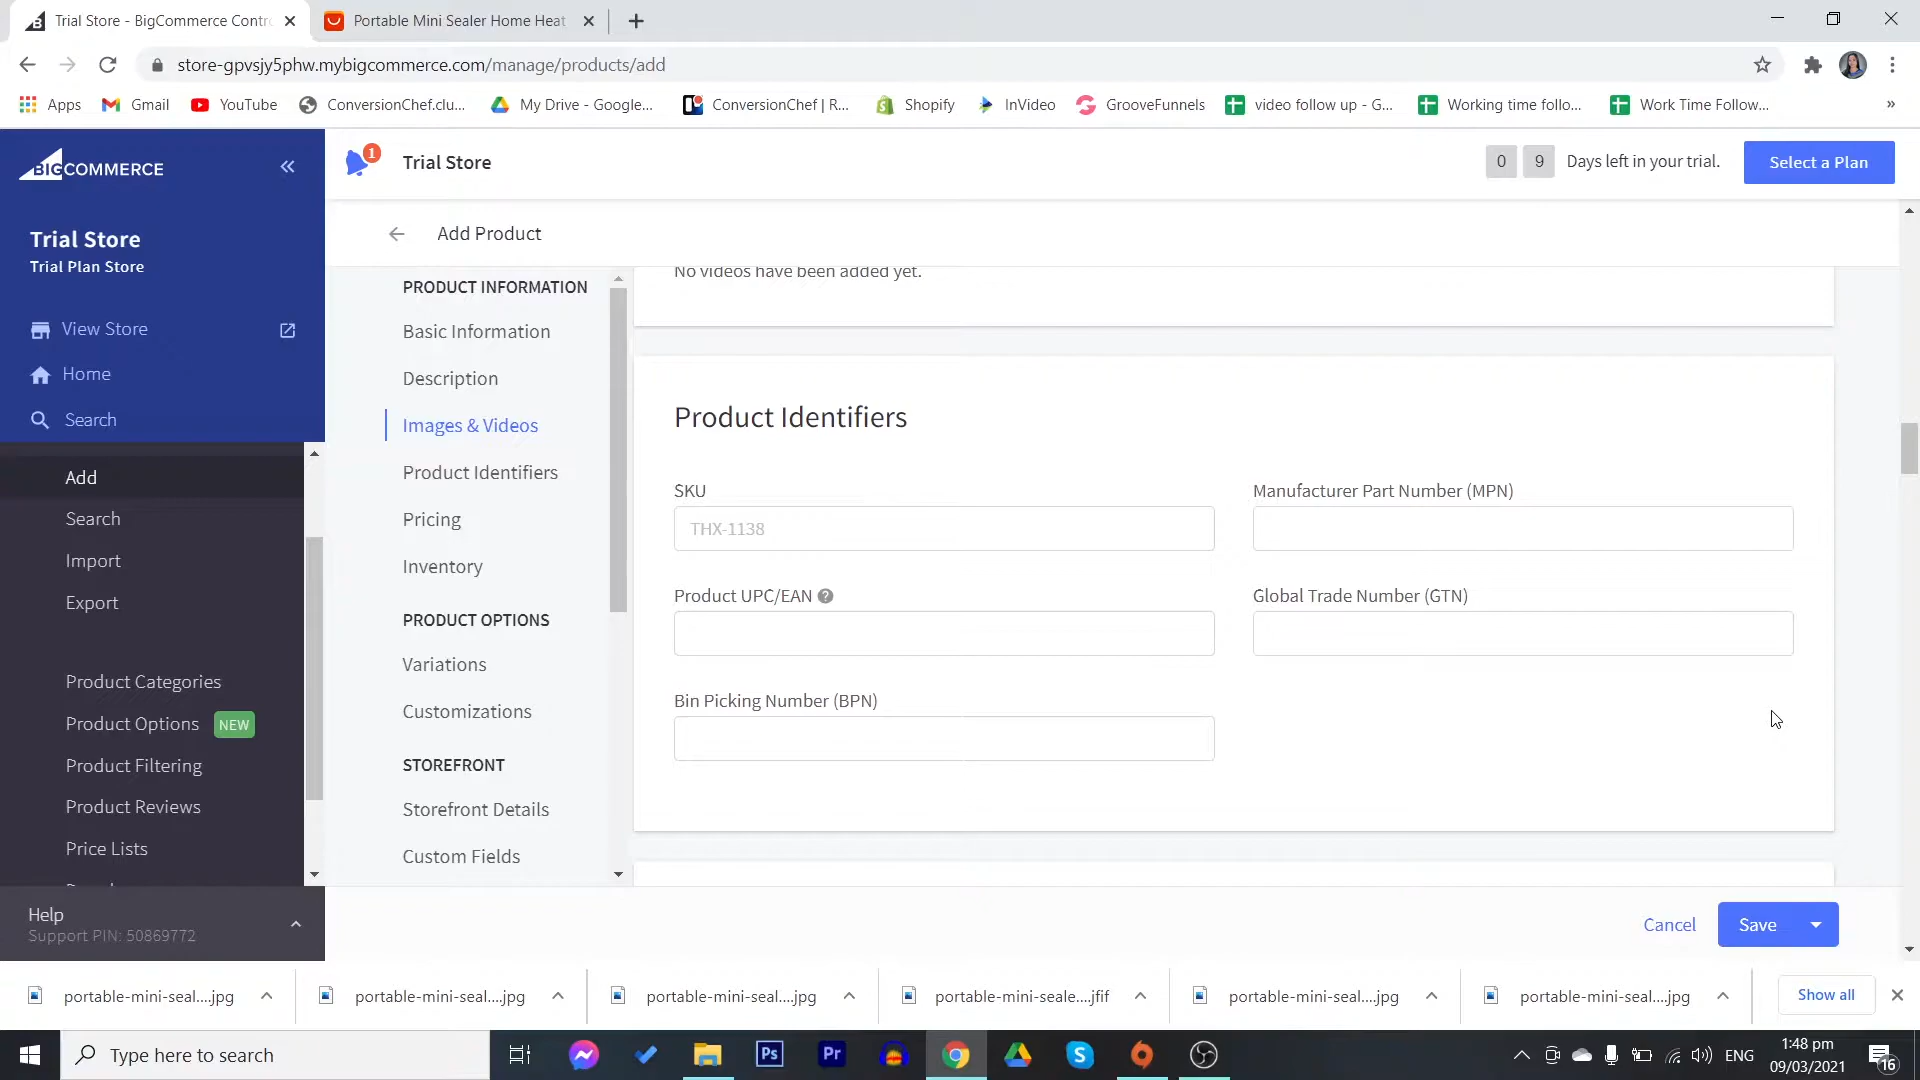 Trial Store - BigCommerce Contro
Portable Mini Sealer Home Heat
store-gpvsjy5phw.mybigcommerce.com/manage/products/add
Apps
Gmail
YouTube
ConversionChef.clu...
My Drive - Google...
ConversionChef | R...
Shopify
InVideo
GrooveFunnels
video follow up - G...
Working time follo...
Work Time Follow...
»
BIGCOMMERCE
1
Trial Store
0 9 Days left in your trial.
Select a Plan
Trial Store
Trial Plan Store
View Store
Home
Search
Add
Search
Import
Export
Product Categories
Product Options NEW
Product Filtering
Product Reviews
Price Lists
Help
Support PIN: 50869772
Add Product
PRODUCT INFORMATION
Basic Information
Description
Images & Videos
Product Identifiers
Pricing
Inventory
PRODUCT OPTIONS
Variations
Customizations
STOREFRONT
Storefront Details
Custom Fields
No videos have been added yet.
Product Identifiers
SKU
THX-1138
Manufacturer Part Number (MPN)
Product UPC/EAN ?
Global Trade Number (GTN)
Bin Picking Number (BPN)
Cancel
Save
portable-mini-seal....jpg
portable-mini-seal....jpg
portable-mini-seal....jpg
portable-mini-seale....jfif
portable-mini-seal....jpg
portable-mini-seal....jpg
Show all
Type here to search
Ps
Pr
ENG
1:48 pm
09/03/2021
16